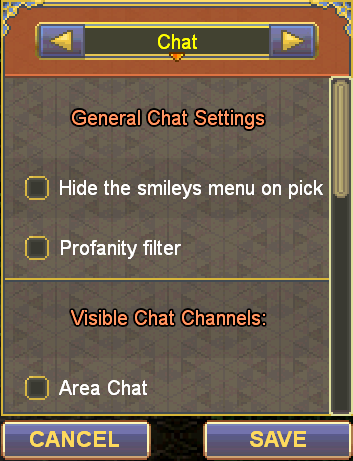 Chat
General Chat Settings
Hide the smileys menu on pick
Profanity filter
Visible Chat Channels:
Area Chat
CANCEL
SAVE